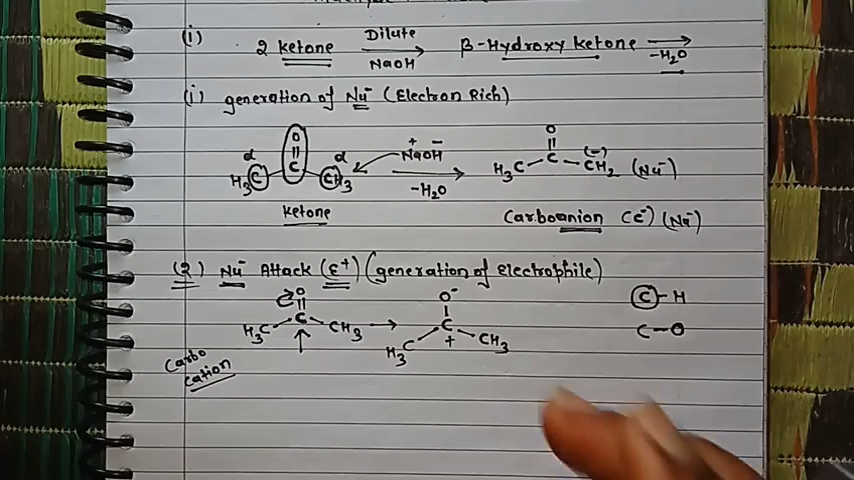 (i) 2 ketone Dilute NaOH β-Hydroxy ketone -H2O
(i) generation of Nu- (Electron Rich)
α O α + -
H3C C CH3 NaOH -H2O H3C - C - CH2 (-) (Nu-)
ketone Carboanion (C-) (Nu-)
(2) Nu- Attack (E+) (generation of electrophile)
O O- C-H
H3C C CH3 H3C C + CH3 C-O
Carbo
cation